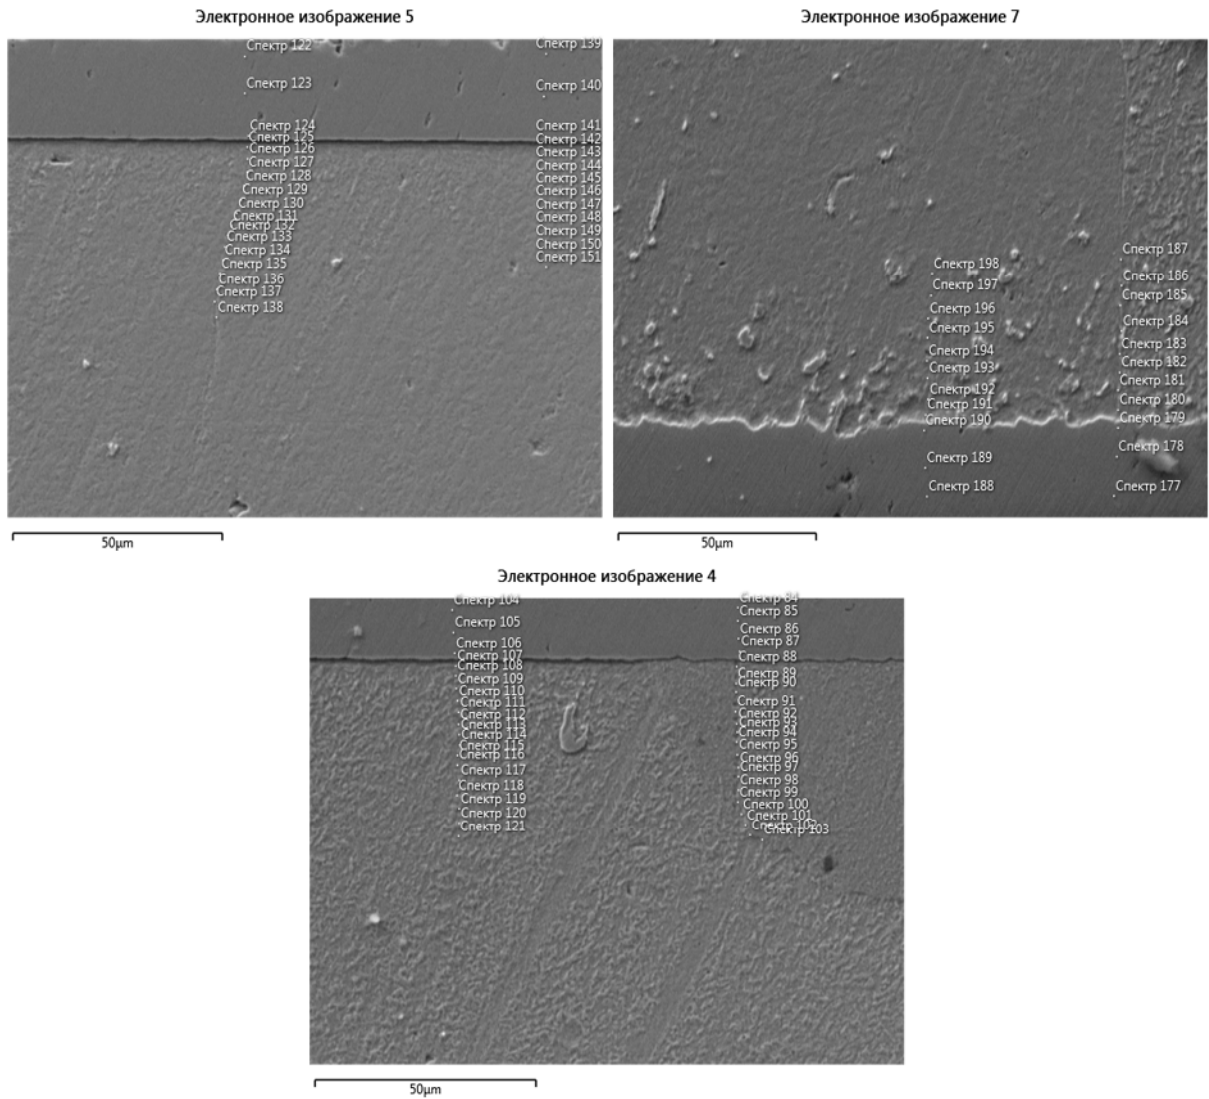 Электронное изображение 5
Спектр 122
Спектр 139
Спектр 123
Спектр 140
Спектр 124
Спектр 141
Спектр 125
Спектр 142
Спектр 126
Спектр 143
Спектр 127
Спектр 144
Спектр 128
Спектр 145
Спектр 129
Спектр 146
Спектр 130
Спектр 147
Спектр 131
Спектр 148
Спектр 132
Спектр 149
Спектр 133
Спектр 150
Спектр 134
Спектр 151
Спектр 135
Спектр 136
Спектр 137
Спектр 138
50µm
Электронное изображение 7
Спектр 187
Спектр 198
Спектр 186
Спектр 197
Спектр 185
Спектр 196
Спектр 184
Спектр 195
Спектр 183
Спектр 194
Спектр 182
Спектр 193
Спектр 181
Спектр 192
Спектр 180
Спектр 191
Спектр 179
Спектр 190
Спектр 178
Спектр 189
Спектр 188
Спектр 177
50µm
Электронное изображение 4
Спектр 104
Спектр 84
Спектр 85
Спектр 105
Спектр 86
Спектр 106
Спектр 87
Спектр 107
Спектр 88
Спектр 108
Спектр 89
Спектр 109
Спектр 90
Спектр 110
Спектр 91
Спектр 111
Спектр 92
Спектр 112
Спектр 93
Спектр 113
Спектр 94
Спектр 114
Спектр 95
Спектр 115
Спектр 96
Спектр 116
Спектр 97
Спектр 117
Спектр 98
Спектр 118
Спектр 99
Спектр 119
Спектр 100
Спектр 120
Спектр 101
Спектр 121
Спектр 102
Спектр 103
50µm